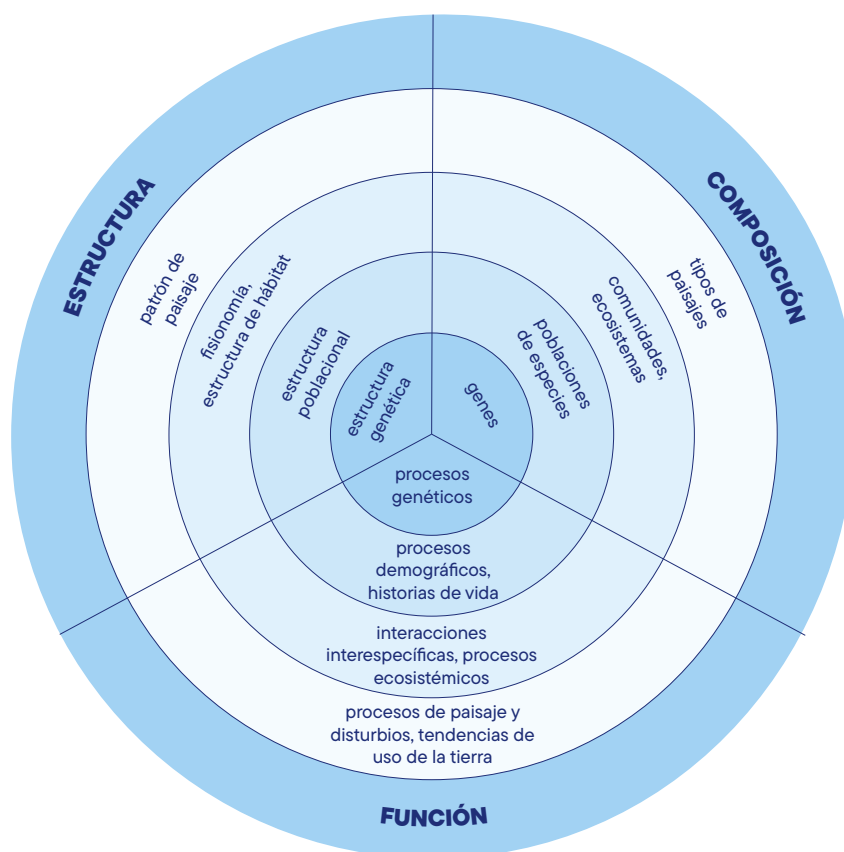 ESTRUCTURA
patrón de
paisaje
fisionomía,
estructura de hábitat
estructura
poblacional
estructura
genética
COMPOSICIÓN
tipos de
paisajes
comunidades,
ecosistemas
poblaciones
de especies
genes
procesos
genéticos
procesos
demográficos,
historias de vida
interacciones
interespecíficas, procesos
ecosistémicos
procesos de paisaje y
disturbios, tendencias de
uso de la tierra
FUNCIÓN